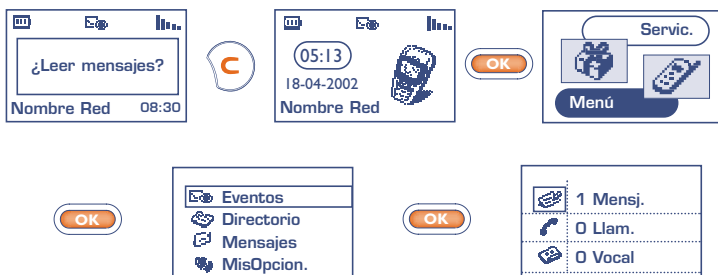 ¿Leer mensajes?
Nombre Red 08:30
C
05:13
18-04-2002
Nombre Red
OK
Servic.
Menú
OK
Eventos
Directorio
Mensajes
MisOpcion.
OK
1 Mensj.
0 Llam.
0 Vocal